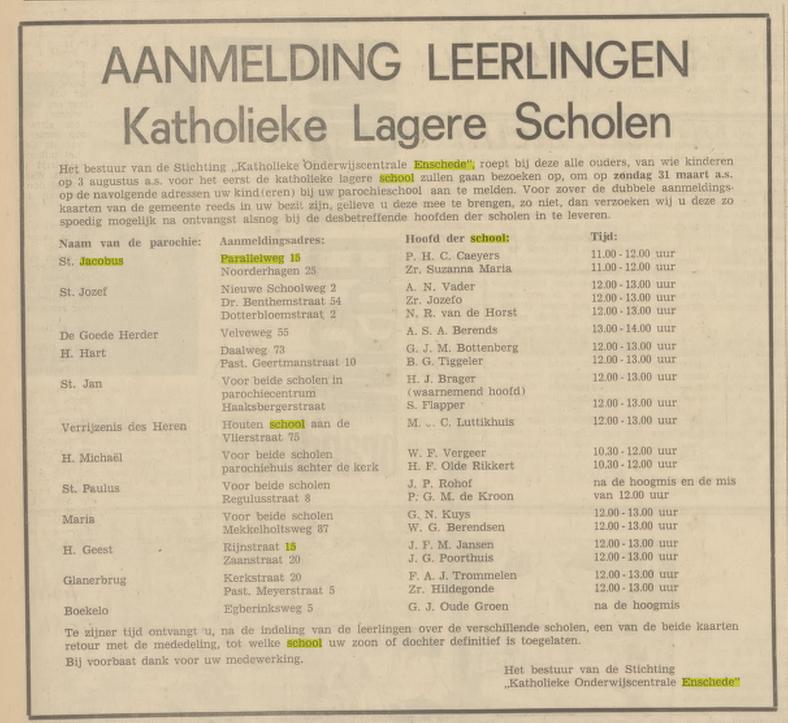 AANMELDING LEERLINGEN
Katholieke Lagere Scholen
Het bestuur van de Stichting „Katholieke Onderwijscentrale Enschede", roept bij deze alle ouders, van wie kinderen
op 3 augustus a.s. voor het eerst de katholieke lagere school zullen gaan bezoeken op, om op zondag 31 maart a.s.
op de navolgende adressen uw kind(eren) bij uw parochieschool aan te melden. Voor zover de dubbele aanmeldings-
kaarten van de gemeente reeds in uw bezit zijn, gelieve u deze mee te brengen, zo niet, dan verzoeken wij u deze zo
spoedig mogelijk na ontvangst alsnog bij de desbetreffende hoofden der scholen in te leveren.
Naam van de parochie: Aanmeldingsadres: Hoofd der school: Tijd:
St. Jacobus Parallelweg 15 P. H. C. Caeyers 11.00-12.00 uur
Noorderhagen 25 Zr. Suzanna Maria 11.00-12.00 uur
St. Jozef Nieuwe Schoolweg 2 A. N. Vader 12.00-13.00 uur
Dr. Benthemstraat 54 Zr. Jozefo 12.00-13.00 uur
Dotterbloemstraat 2 N. R. van de Horst 12.00-13.00 uur
De Goede Herder Velveweg 55 A. S. A. Berends 13.00-14.00 uur
H. Hart Daalweg 73 G. J. M. Bottenberg 12.00-13.00 uur
Past. Geertmanstraat 10 B. G. Tiggeler 12.00-13.00 uur
St. Jan Voor beide scholen in H. J. Brager 12.00-13.00 uur
parochiecentrum (waarnemend hoofd)
Haaksbergerstraat S. Flapper 12.00-13.00 uur
Verrijzenis des Heren Houten school aan de M. C. Luttikhuis 12.00-13.00 uur
Vlierstraat 75
H. Michaël Voor beide scholen W. F. Vergeer 10.30-12.00 uur
parochiehuis achter de kerk H. F. Olde Rikkert 10.30-12.00 uur
St. Paulus Voor beide scholen J. P. Rohof na de hoogmis en de mis
Regulusstraat 8 P. G. M. de Kroon van 12.00 uur
Maria Voor beide scholen G. N. Kuys 12.00-13.00 uur
Mekkelholtsweg 37 W. G. Berendsen 12.00-13.00 uur
H. Geest Rijnstraat 15 J. F. M. Jansen 12.00-13.00 uur
Zaanstraat 20 J. G. Poorthuis 12.00-13.00 uur
Glanerbrug Kerkstraat 20 F. A. J. Trommelen 12.00-13.00 uur
Past. Meyerstraat 5 Zr. Hildegonde 12.00-13.00 uur
Boekelo Egberinksweg 5 G. J. Oude Groen na de hoogmis
Te zijner tijd ontvangt u, na de indeling van de leerlingen over de verschillende scholen, een van de beide kaarten
retour met de mededeling, tot welke school uw zoon of dochter definitief is toegelaten.
Bij voorbaat dank voor uw medewerking.
Het bestuur van de Stichting
„Katholieke Onderwijscentrale Enschede"